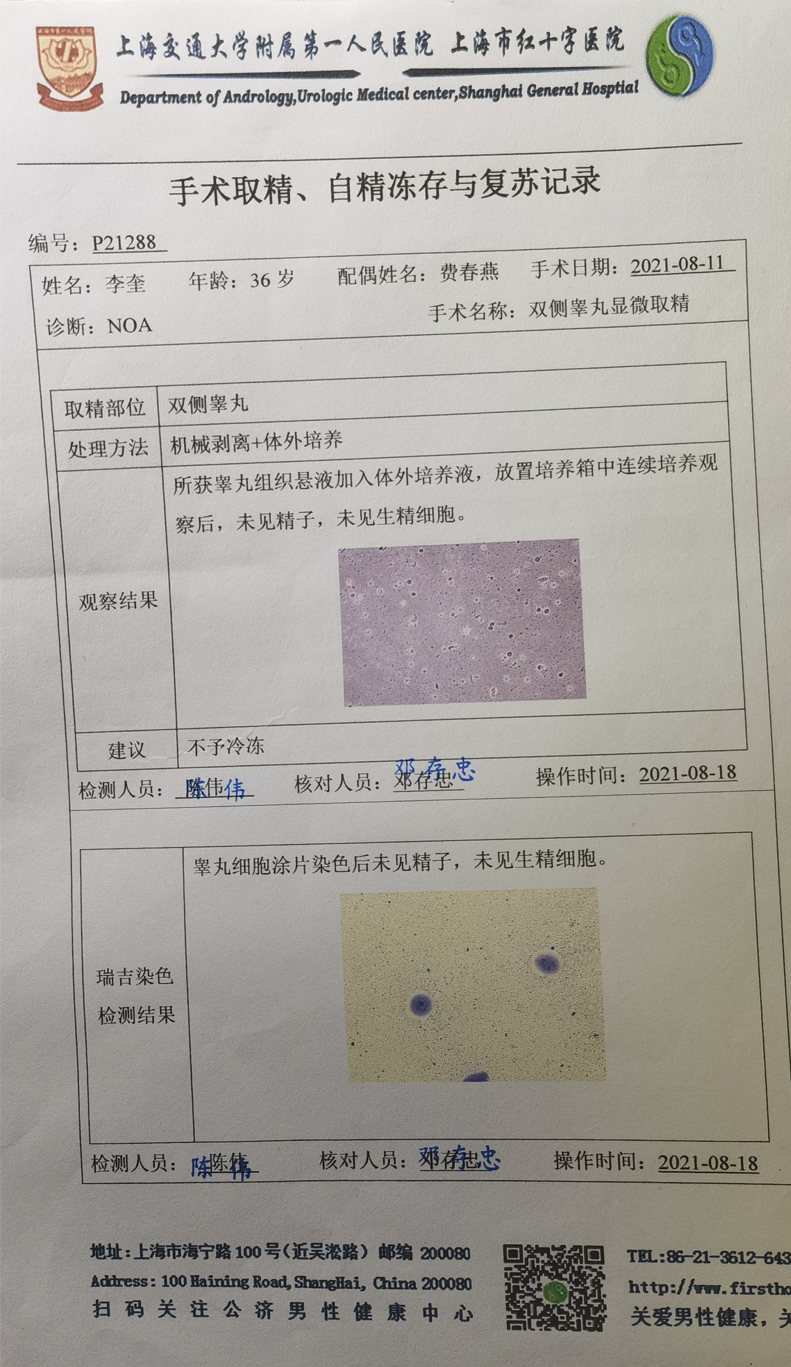 上海交通大学附属第一人民医院 上海市红十字医院
Department of Andrology,Urologic Medical center,Shanghai General Hosptial
手术取精、自精冻存与复苏记录
编号：P21288
姓名：李奎 年龄：36 岁 配偶姓名：费春燕 手术日期：2021-08-11
诊断：NOA 手术名称：双侧睾丸显微取精
取精部位 双侧睾丸
处理方法 机械剥离+体外培养
所获睾丸组织悬液加入体外培养液，放置培养箱中连续培养观
察后，未见精子，未见生精细胞。
观察结果
建议 不予冷冻
检测人员：陈伟 陈伟 核对人员：邓存忠 邓存忠 操作时间：2021-08-18
睾丸细胞涂片染色后未见精子，未见生精细胞。
瑞吉染色
检测结果
检测人员：陈伟 陈伟 核对人员：邓存忠 邓存忠 操作时间：2021-08-18
地址：上海市海宁路 100 号（近吴淞路） 邮编 200080
Address: 100 Haining Road, ShangHai, China 200080
扫码关注公济男性健康中心
TEL:86-21-3612-643
http://www.firstho
关爱男性健康，关